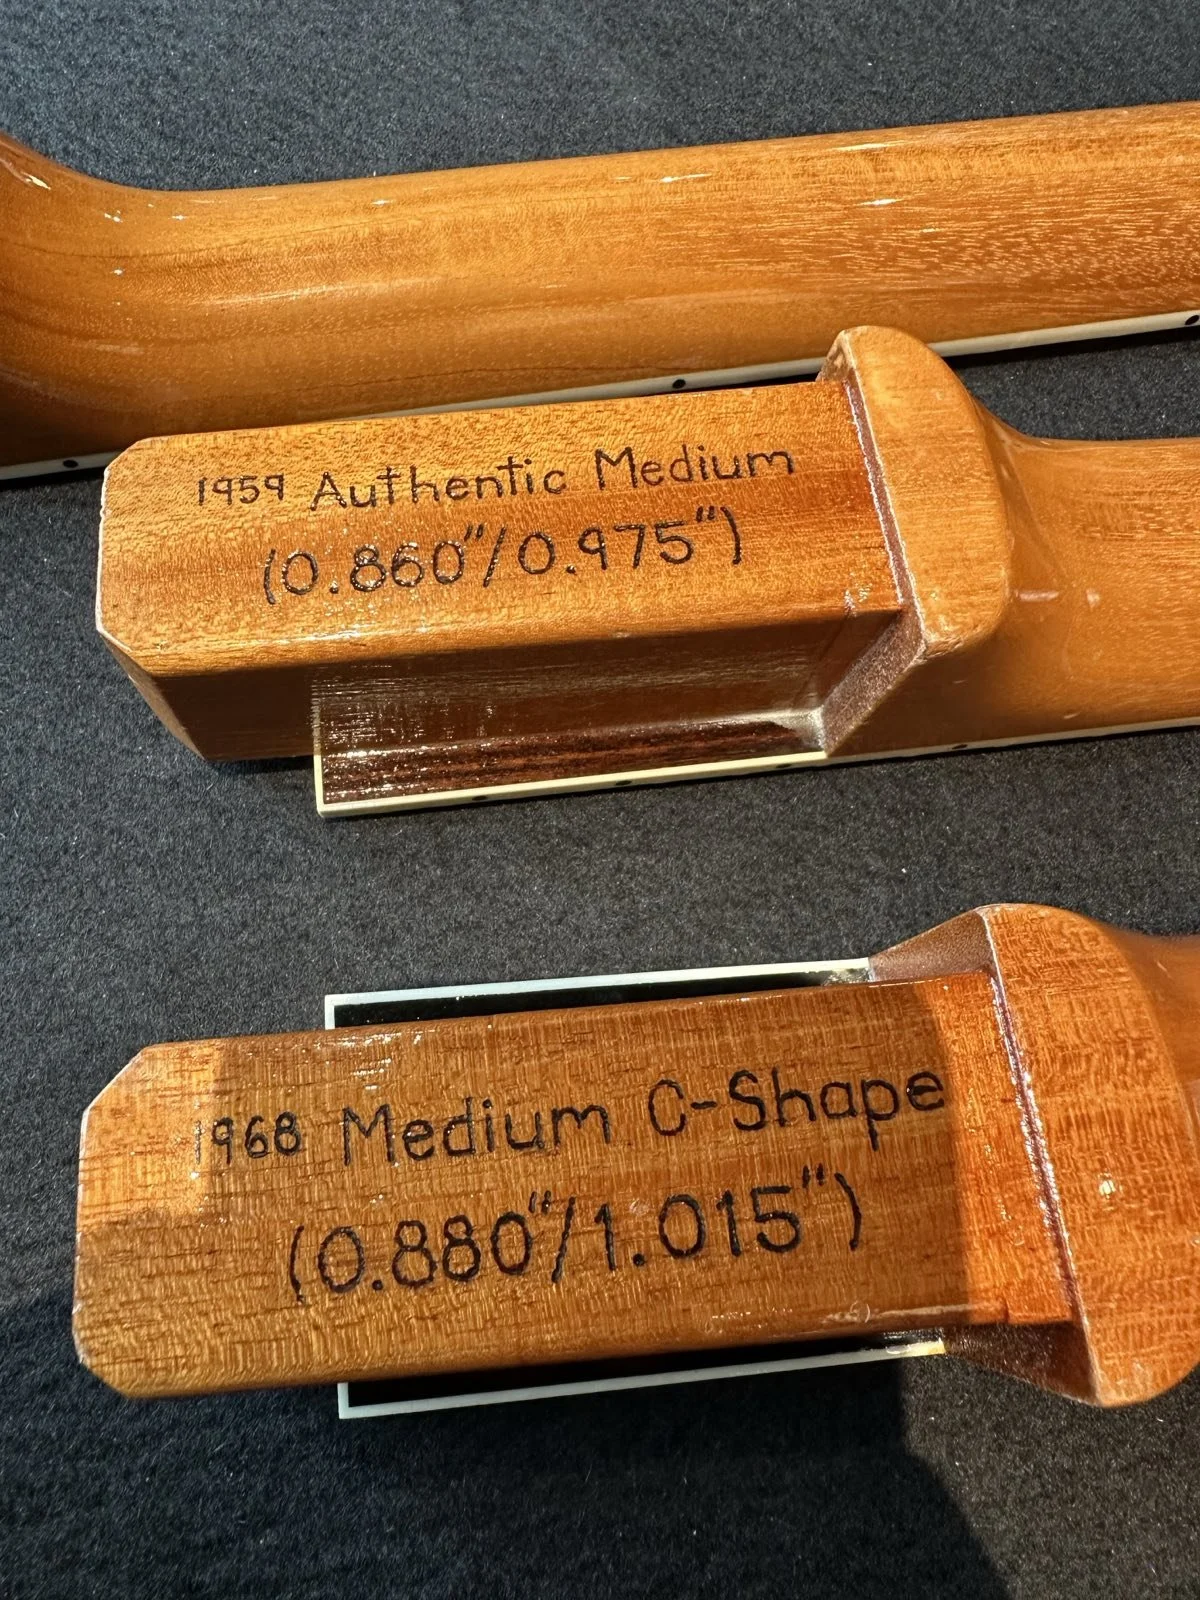 1959 Authentic Medium
(0.860"/0.975")
1968 Medium C-Shape
(0.880"/1.015")